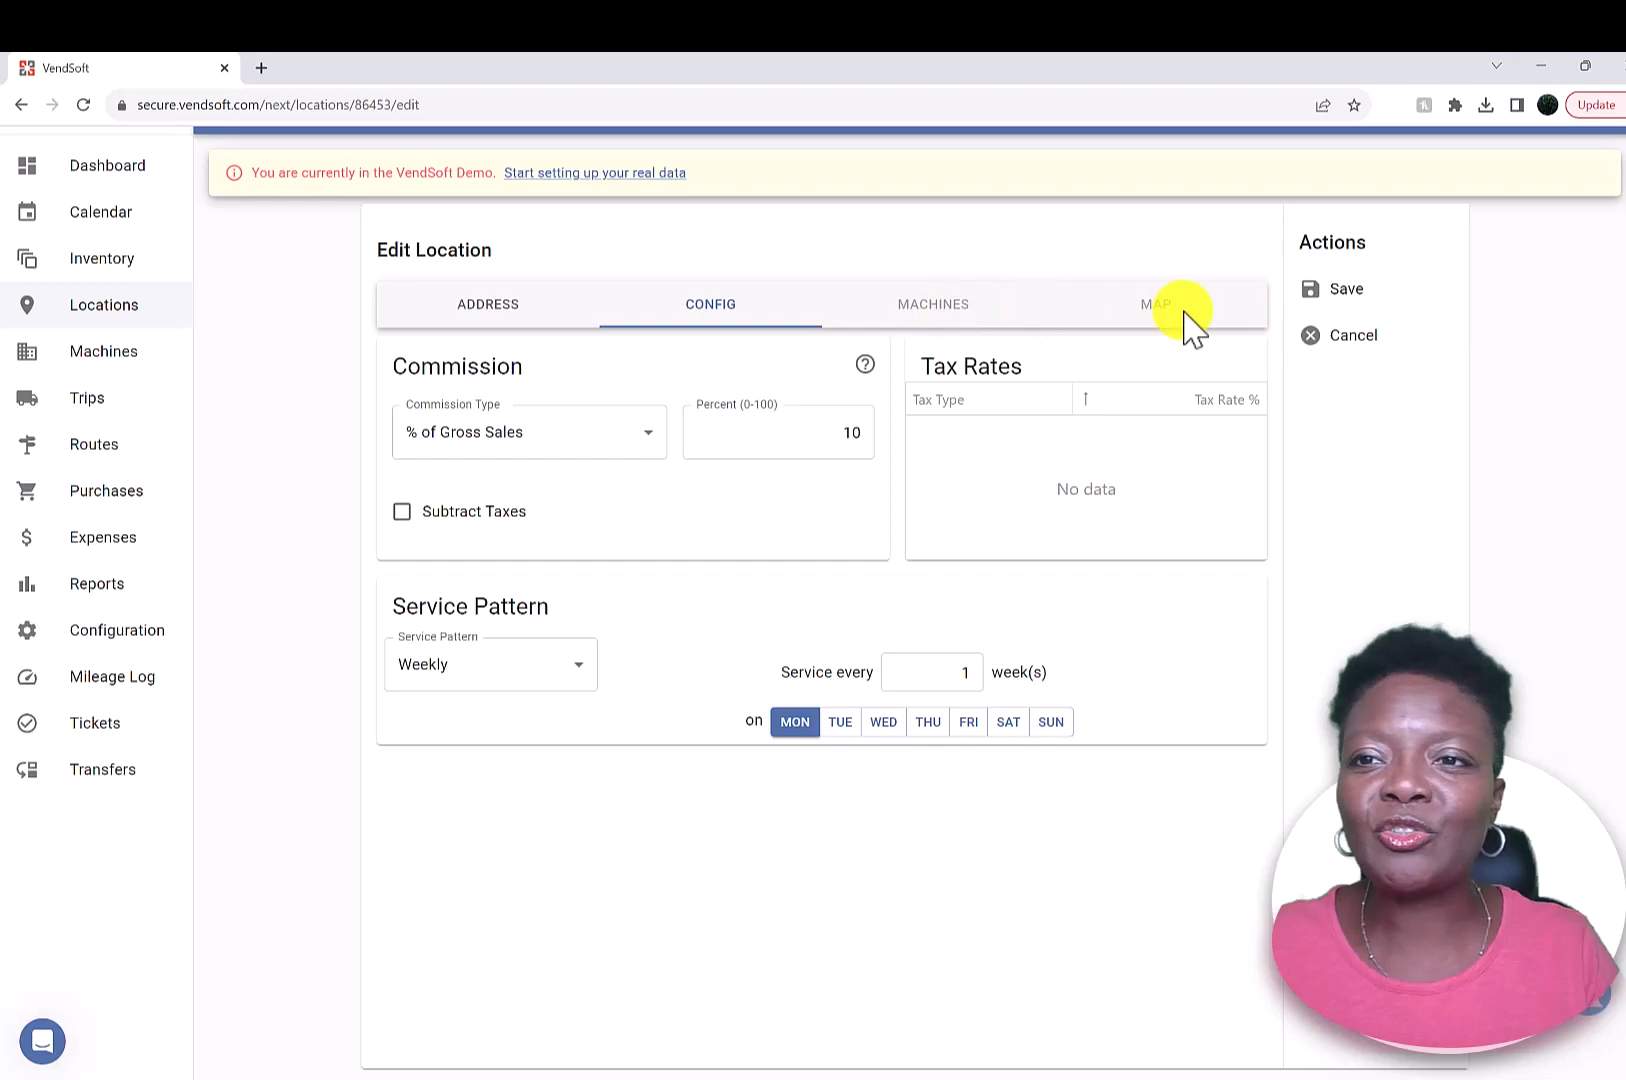 VendSoft
secure.vendsoft.com/next/locations/86453/edit
Update
Dashboard
Calendar
Inventory
Locations
Machines
Trips
Routes
Purchases
Expenses
Reports
Configuration
Mileage Log
Tickets
Transfers
You are currently in the VendSoft Demo. Start setting up your real data
Edit Location
ADDRESS CONFIG MACHINES MAP
Commission
Commission Type
% of Gross Sales
Percent (0-100)
10
Subtract Taxes
Tax Rates
Tax Type ↑ Tax Rate %
No data
Service Pattern
Service Pattern
Weekly
Service every 1 week(s)
on MON TUE WED THU FRI SAT SUN
Actions
Save
Cancel